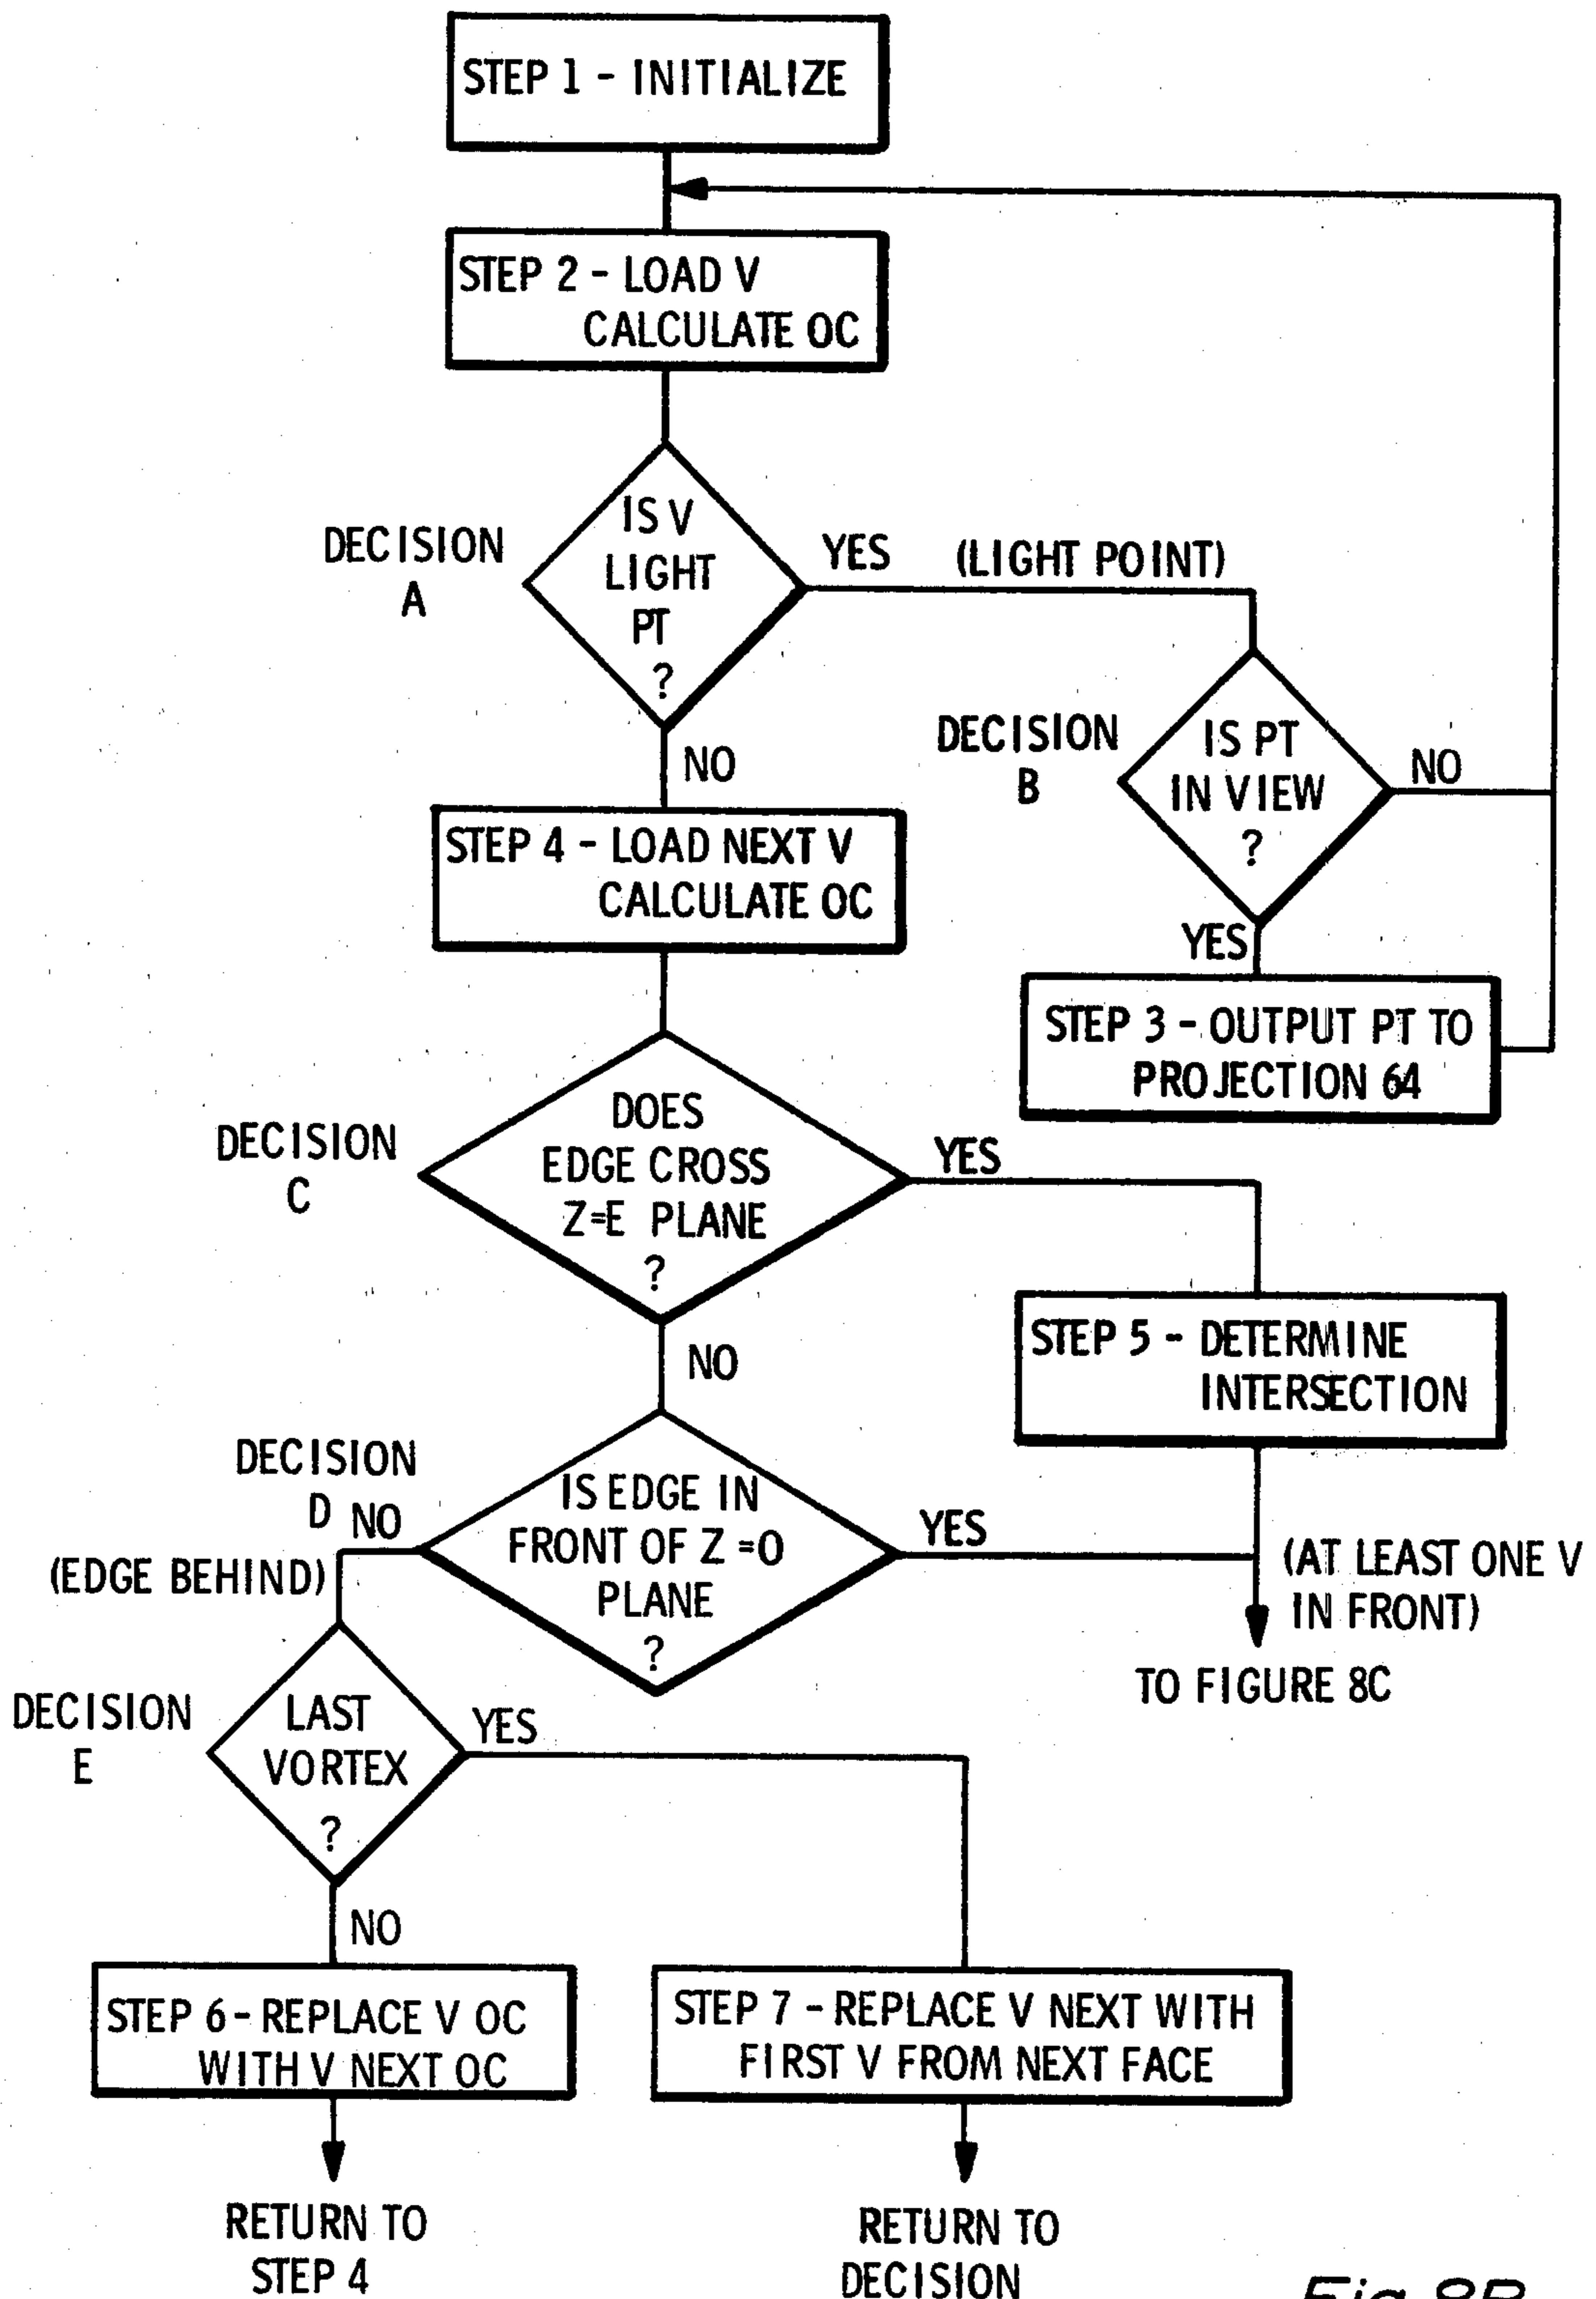 STEP 1 - INITIALIZE
STEP 2 - LOAD V
CALCULATE OC
DECISION
A
IS V
LIGHT
PT
?
YES (LIGHT POINT)
NO
DECISION
B
IS PT
IN VIEW
?
NO
YES
STEP 3 - OUTPUT PT TO
PROJECTION 64
STEP 4 - LOAD NEXT V
CALCULATE OC
DECISION
C
DOES
EDGE CROSS
Z=E PLANE
?
YES
NO
STEP 5 - DETERMINE
INTERSECTION
DECISION
D
NO
(EDGE BEHIND)
IS EDGE IN
FRONT OF Z =0
PLANE
?
YES
(AT LEAST ONE V
IN FRONT)
TO FIGURE 8C
DECISION
E
LAST
VORTEX
?
YES
NO
STEP 6 - REPLACE V OC
WITH V NEXT OC
STEP 7 - REPLACE V NEXT WITH
FIRST V FROM NEXT FACE
RETURN TO
STEP 4
RETURN TO
DECISION
Fig 8B